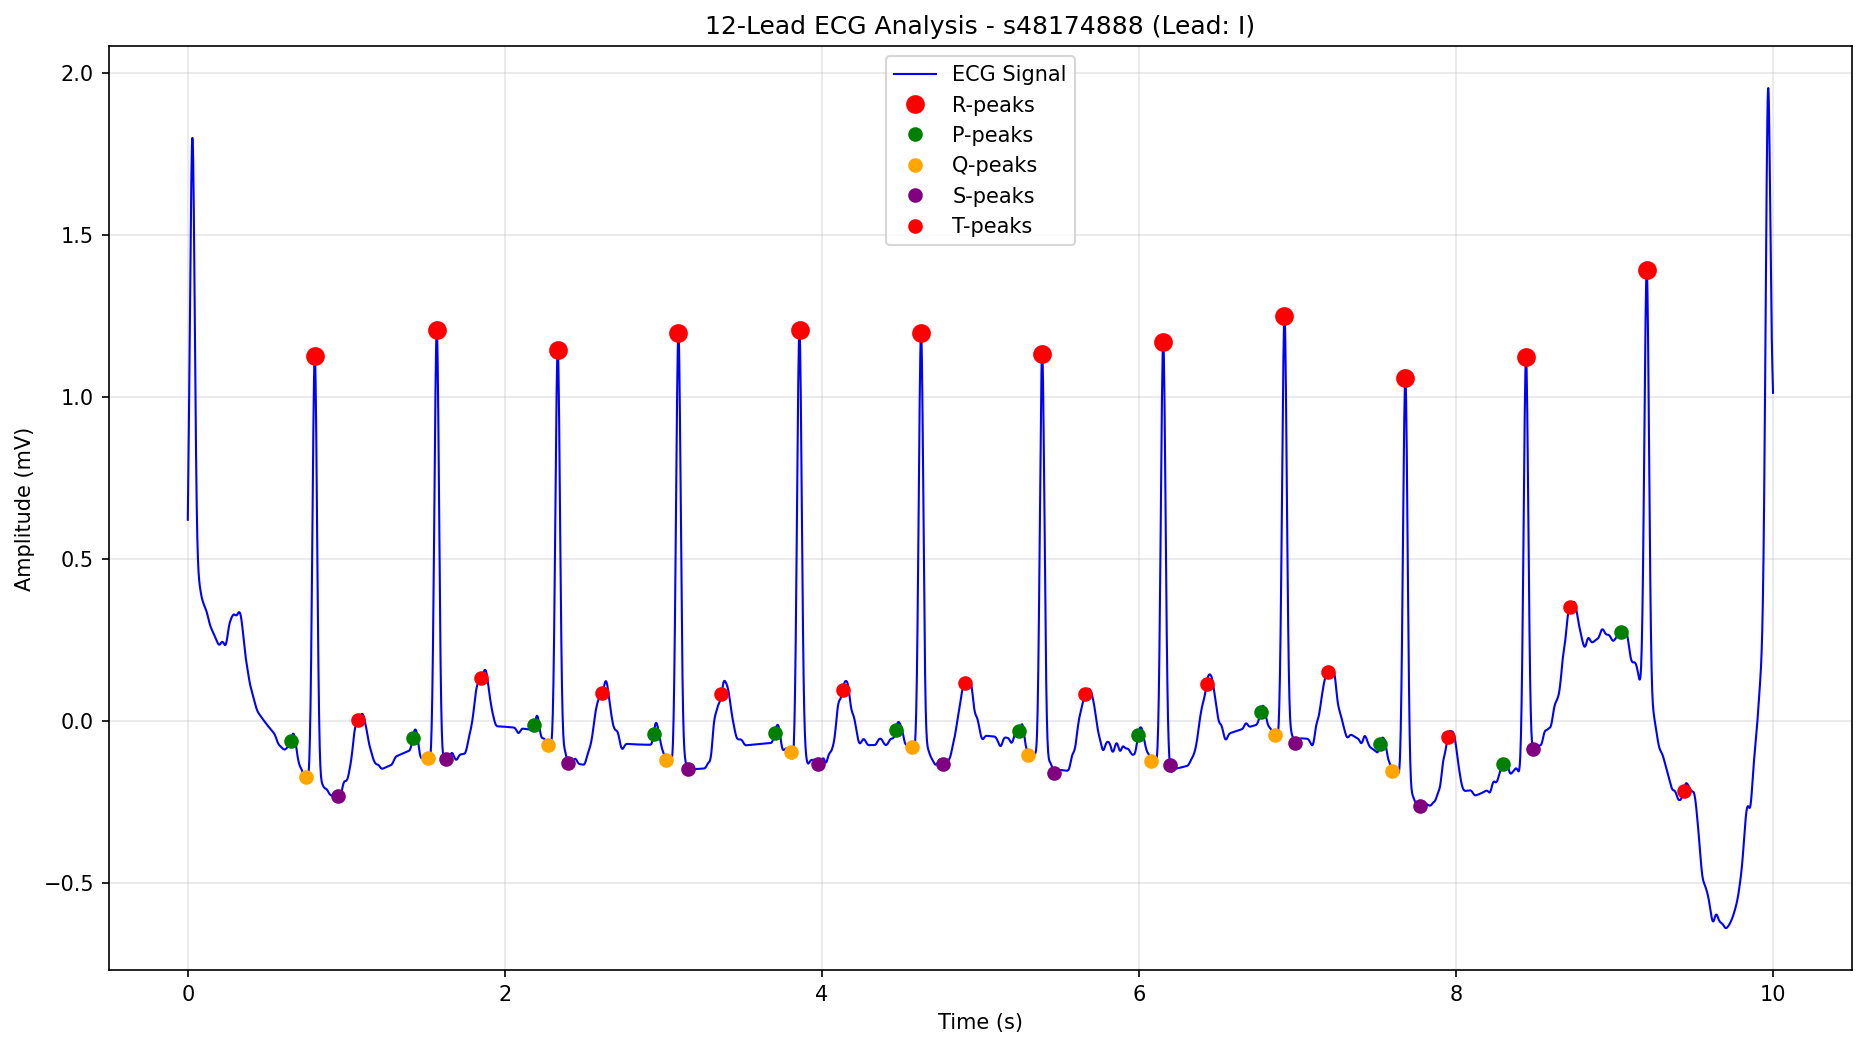 12-Lead ECG Analysis - s48174888 (Lead: I)
ECG Signal
R-peaks
P-peaks
Q-peaks
S-peaks
T-peaks
Amplitude (mV)
2.0
1.5
1.0
0.5
0.0
−0.5
0 2 4 6 8 10
Time (s)